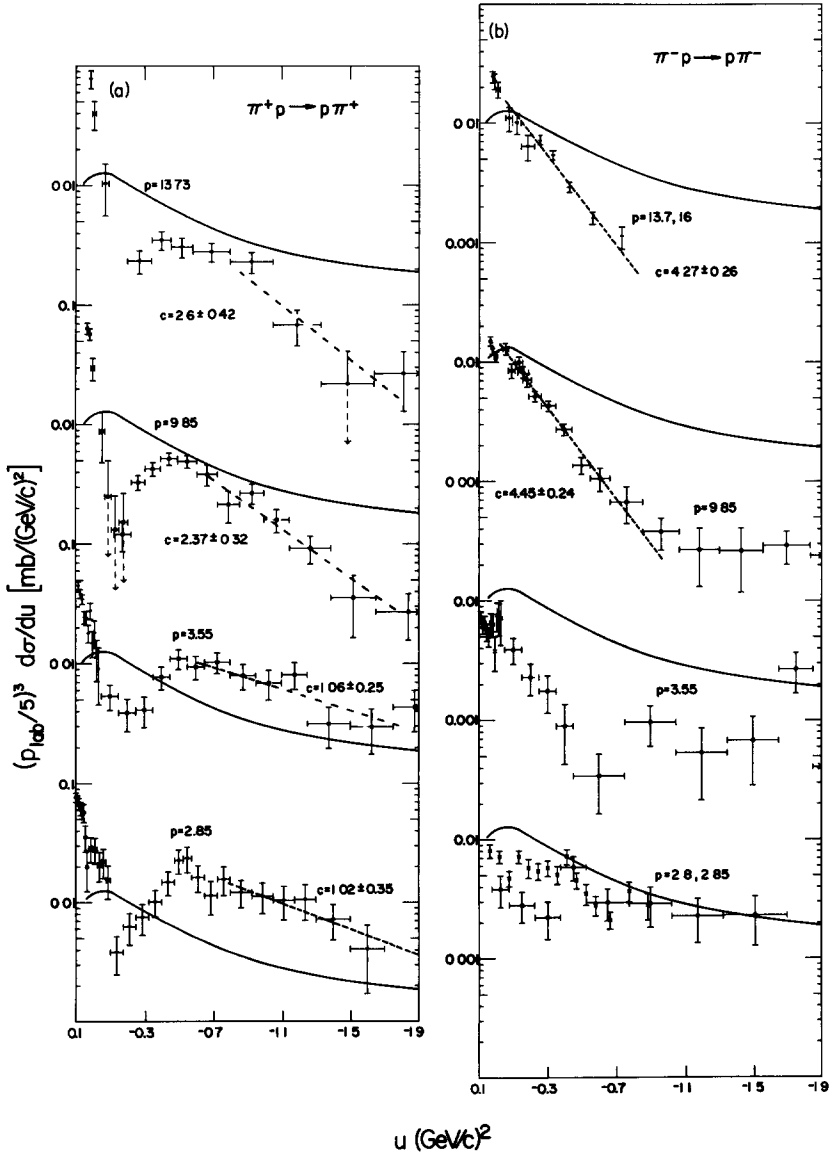 (a)
π⁺p → pπ⁺
0.01
p=13.73
c=2.6 ± 0.42
0.1
0.01
p=9.85
c=2.37 ± 0.32
0.1
p=3.55
0.01
c=1.06 ± 0.25
0.1
p=2.85
0.01
c=1.02 ± 0.35
0.1 -0.3 -0.7 -1.1 -1.5 -1.9
(p_lab/5)³ dσ/du [mb/(GeV/c)²]
(b)
π⁻p → pπ⁻
0.01
p=13.7, 16
0.001
c=4.27 ± 0.26
0.01
c=4.45 ± 0.24
0.001
p=9.85
0.01
p=3.55
0.001
0.01
p=2.8, 2.85
0.001
0.1 -0.3 -0.7 -1.1 -1.5 -1.9
u (GeV/c)²